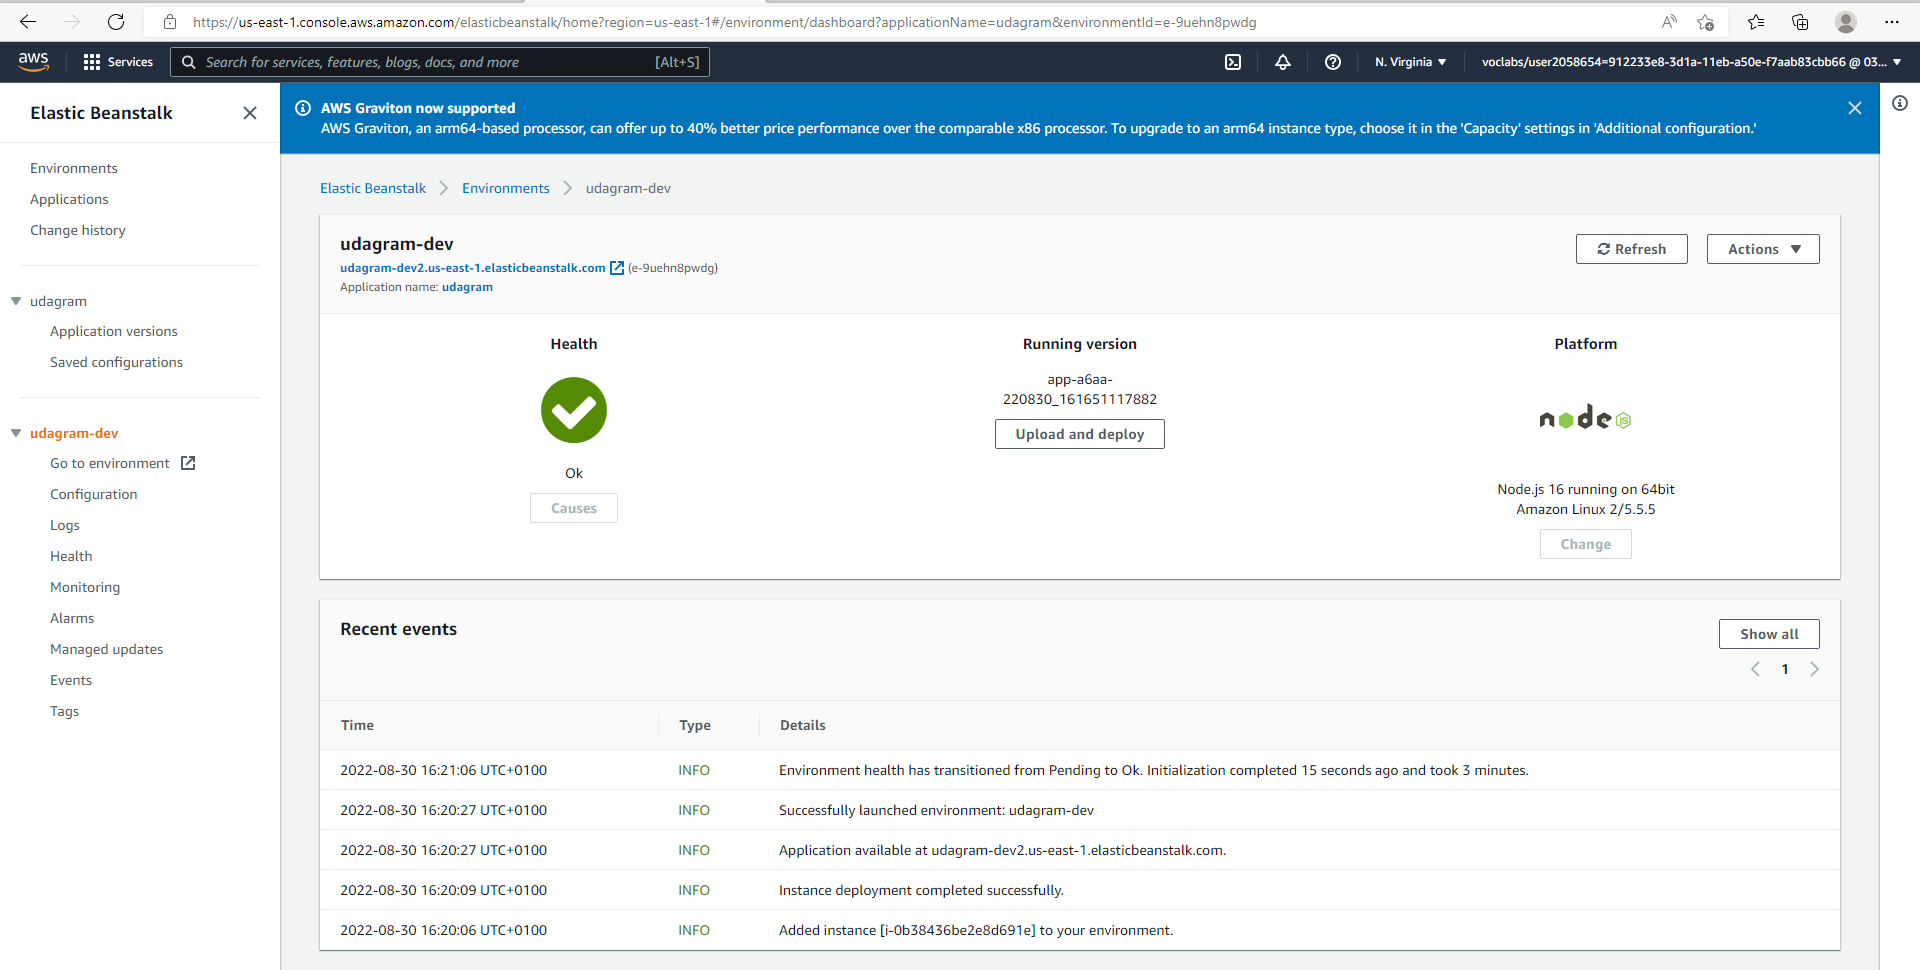 https://us-east-1.console.aws.amazon.com/elasticbeanstalk/home?region=us-east-1#/environment/dashboard?applicationName=udagram&environmentId=e-9uehn8pwdg
aws
Services
Search for services, features, blogs, docs, and more
[Alt+S]
N. Virginia
voclabs/user2058654=912233e8-3d1a-11eb-a50e-f7aab83cbb66 @ 03...
Elastic Beanstalk
Environments
Applications
Change history
udagram
Application versions
Saved configurations
udagram-dev
Go to environment
Configuration
Logs
Health
Monitoring
Alarms
Managed updates
Events
Tags
AWS Graviton now supported
AWS Graviton, an arm64-based processor, can offer up to 40% better price performance over the comparable x86 processor. To upgrade to an arm64 instance type, choose it in the 'Capacity' settings in 'Additional configuration.'
Elastic Beanstalk
Environments
udagram-dev
udagram-dev
udagram-dev2.us-east-1.elasticbeanstalk.com (e-9uehn8pwdg)
Application name: udagram
Refresh
Actions
Health
Ok
Causes
Running version
app-a6aa-
220830_161651117882
Upload and deploy
Platform
node JS
Node.js 16 running on 64bit
Amazon Linux 2/5.5.5
Change
Recent events
Show all
1
Time Type Details
2022-08-30 16:21:06 UTC+0100 INFO Environment health has transitioned from Pending to Ok. Initialization completed 15 seconds ago and took 3 minutes.
2022-08-30 16:20:27 UTC+0100 INFO Successfully launched environment: udagram-dev
2022-08-30 16:20:27 UTC+0100 INFO Application available at udagram-dev2.us-east-1.elasticbeanstalk.com.
2022-08-30 16:20:09 UTC+0100 INFO Instance deployment completed successfully.
2022-08-30 16:20:06 UTC+0100 INFO Added instance [i-0b38436be2e8d691e] to your environment.